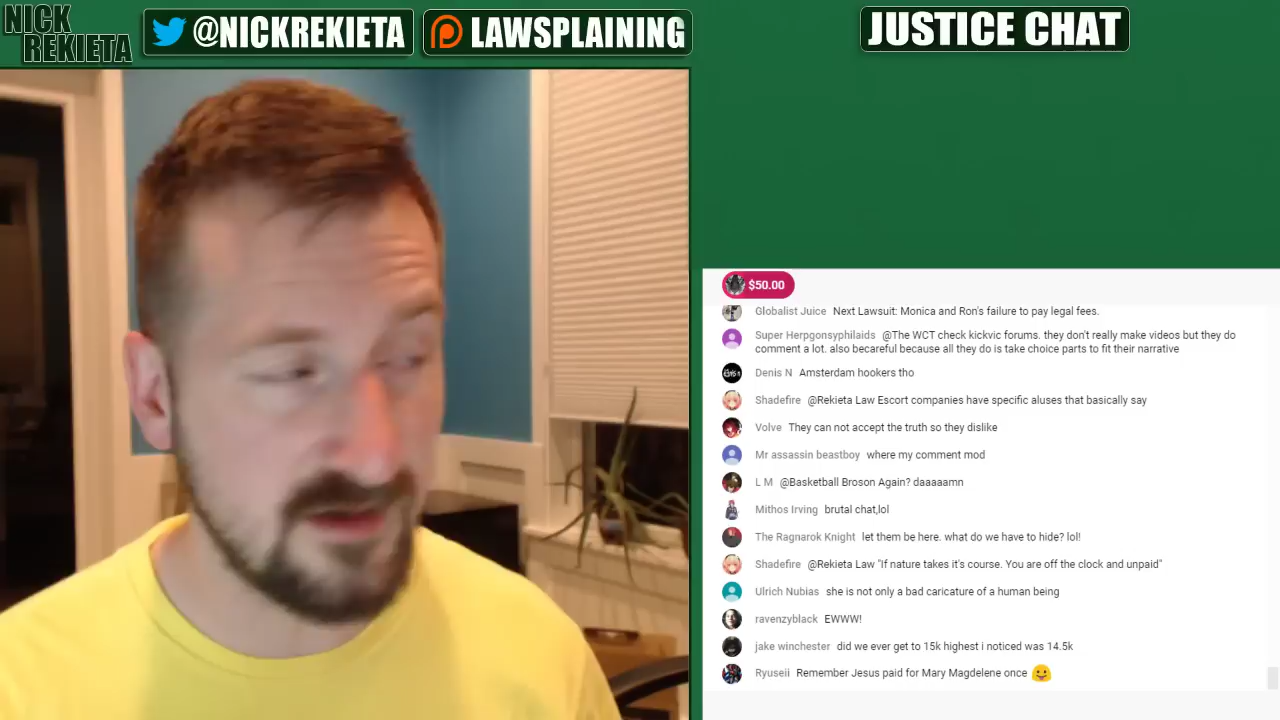 NICK
REKIETA
@NICKREKIETA
LAWSPLAINING
JUSTICE CHAT
$50.00
Globalist Juice Next Lawsuit: Monica and Ron's failure to pay legal fees.
Super Herpgonsyphilaids @The WCT check kickvic forums. they don't really make videos but they do
comment a lot. also becareful because all they do is take choice parts to fit their narrative
Denis N Amsterdam hookers tho
Shadefire @Rekieta Law Escort companies have specific aluses that basically say
Volve They can not accept the truth so they dislike
Mr assassin beastboy where my comment mod
L M @Basketball Broson Again? daaaaamn
Mithos Irving brutal chat,lol
The Ragnarok Knight let them be here. what do we have to hide? lol!
Shadefire @Rekieta Law "If nature takes it's course. You are off the clock and unpaid"
Ulrich Nubias she is not only a bad caricature of a human being
ravenzyblack EWWW!
jake winchester did we ever get to 15k highest i noticed was 14.5k
Ryuseii Remember Jesus paid for Mary Magdelene once 😛